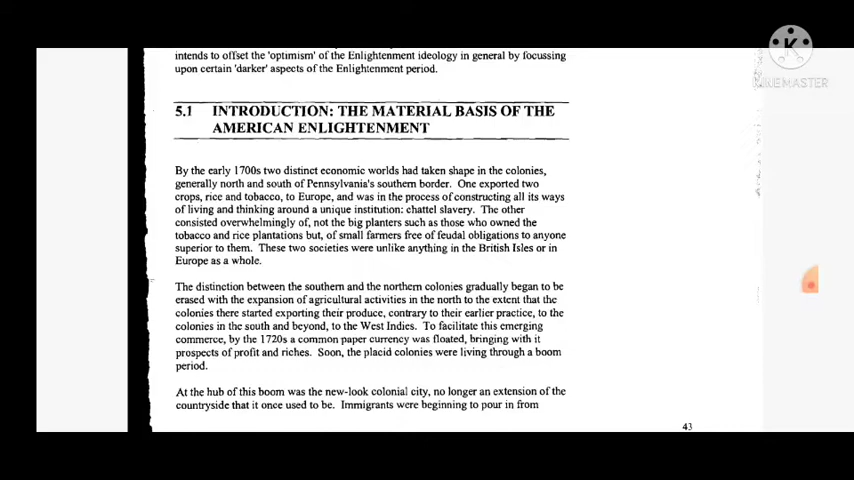 intends to offset the 'optimism' of the Enlightenment ideology in general by focussing
upon certain 'darker' aspects of the Enlightenment period.
5.1 INTRODUCTION: THE MATERIAL BASIS OF THE
AMERICAN ENLIGHTENMENT
By the early 1700s two distinct economic worlds had taken shape in the colonies,
generally north and south of Pennsylvania's southern border. One exported two
crops, rice and tobacco, to Europe, and was in the process of constructing all its ways
of living and thinking around a unique institution: chattel slavery. The other
consisted overwhelmingly of, not the big planters such as those who owned the
tobacco and rice plantations but, of small farmers free of feudal obligations to anyone
superior to them. These two societies were unlike anything in the British Isles or in
Europe as a whole.
The distinction between the southern and the northern colonies gradually began to be
erased with the expansion of agricultural activities in the north to the extent that the
colonies there started exporting their produce, contrary to their earlier practice, to the
colonies in the south and beyond, to the West Indies. To facilitate this emerging
commerce, by the 1720s a common paper currency was floated, bringing with it
prospects of profit and riches. Soon, the placid colonies were living through a boom
period.
At the hub of this boom was the new-look colonial city, no longer an extension of the
countryside that it once used to be. Immigrants were beginning to pour in from
43
K
KINEMASTER